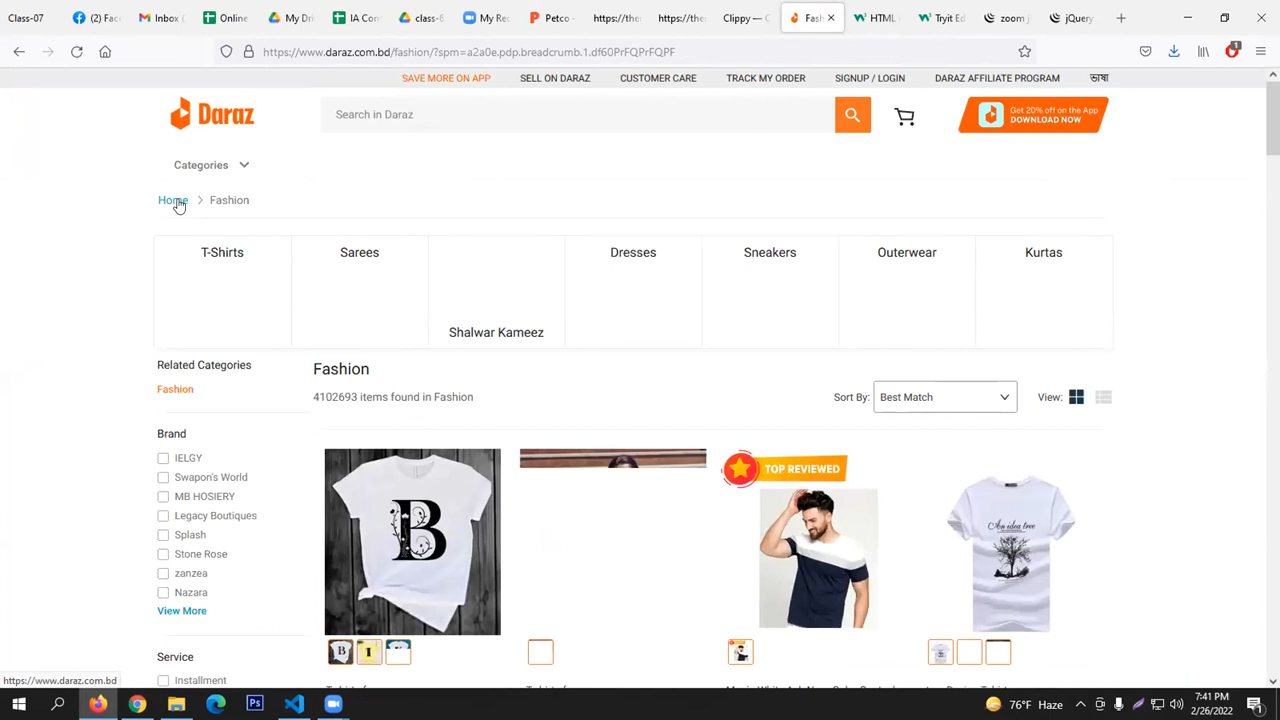 Class-07
(2) Fac
Inbox (
Online
My Dri
IA Con
class-6
My Rec
Petco -
https://the
https://the
Clippy — C
Fash
HTML
Tryit Ed
zoom j
jQuery
https://www.daraz.com.bd/fashion/?spm=a2a0e.pdp.breadcrumb.1.df60PrFQPrFQPF
1
SAVE MORE ON APP
SELL ON DARAZ
CUSTOMER CARE
TRACK MY ORDER
SIGNUP / LOGIN
DARAZ AFFILIATE PROGRAM
ভাষা
Daraz
Search in Daraz
Get 20% off on the App
DOWNLOAD NOW
Categories
Home
Fashion
T-Shirts
Sarees
Shalwar Kameez
Dresses
Sneakers
Outerwear
Kurtas
Related Categories
Fashion
Fashion
4102693 items found in Fashion
Sort By:
Best Match
View:
Brand
IELGY
Swapon's World
MB HOSIERY
Legacy Boutiques
Splash
Stone Rose
zanzea
Nazara
View More
Service
Installment
B
TOP REVIEWED
An idea tree
B
I
https://www.daraz.com.bd
Ps
76°F Haze
7:41 PM
2/26/2022